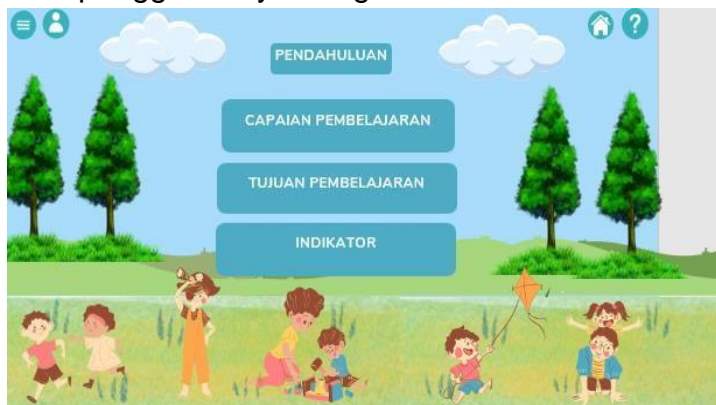 PENDAHULUAN
CAPAIAN PEMBELAJARAN
TUJUAN PEMBELAJARAN
INDIKATOR
?